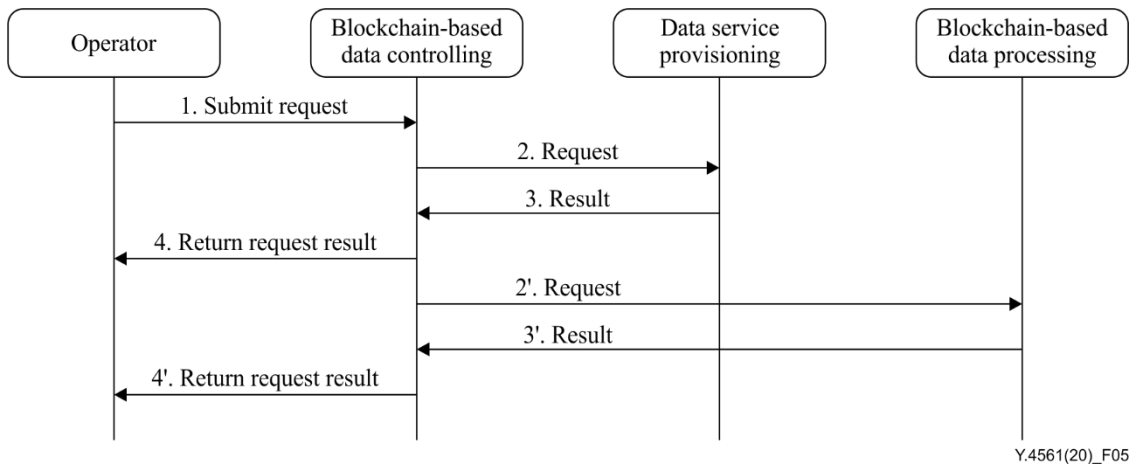 Operator
Blockchain-based
data controlling
Data service
provisioning
Blockchain-based
data processing
1. Submit request
2. Request
3. Result
4. Return request result
2'. Request
3'. Result
4'. Return request result
Y.4561(20)_F05